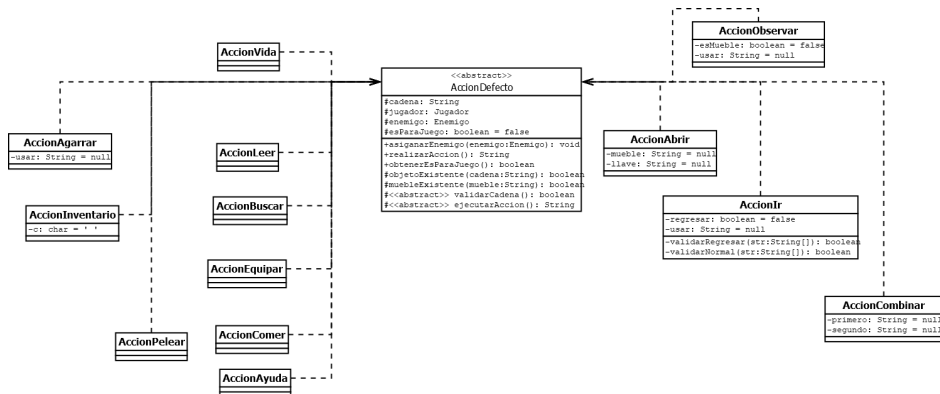 AccionVida
AccionAgarrar
-usar: String = null
AccionLeer
AccionBuscar
AccionInventario
-c: char = ' '
AccionEquipar
AccionPelear
AccionComer
AccionAyuda
<<abstract>>
AccionDefecto
#cadena: String
#jugador: Jugador
#enemigo: Enemigo
#esParaJuego: boolean = false
+asiganarEnemigo(enemigo:Enemigo): void
+realizarAccion(): String
+obtenerEsParaJuego(): boolean
#objetoExistente(cadena:String): boolean
#muebleExistente(mueble:String): boolean
#<<abstract>> validarCadena(): boolean
#<<abstract>> ejecutarAccion(): String
AccionObservar
-esMueble: boolean = false
-usar: String = null
AccionAbrir
-mueble: String = null
-llave: String = null
AccionIr
-regresar: boolean = false
-usar: String = null
-validarRegresar(str:String[]): boolean
-validarNormal(str:String[]): boolean
AccionCombinar
-primero: String = null
-segundo: String = null